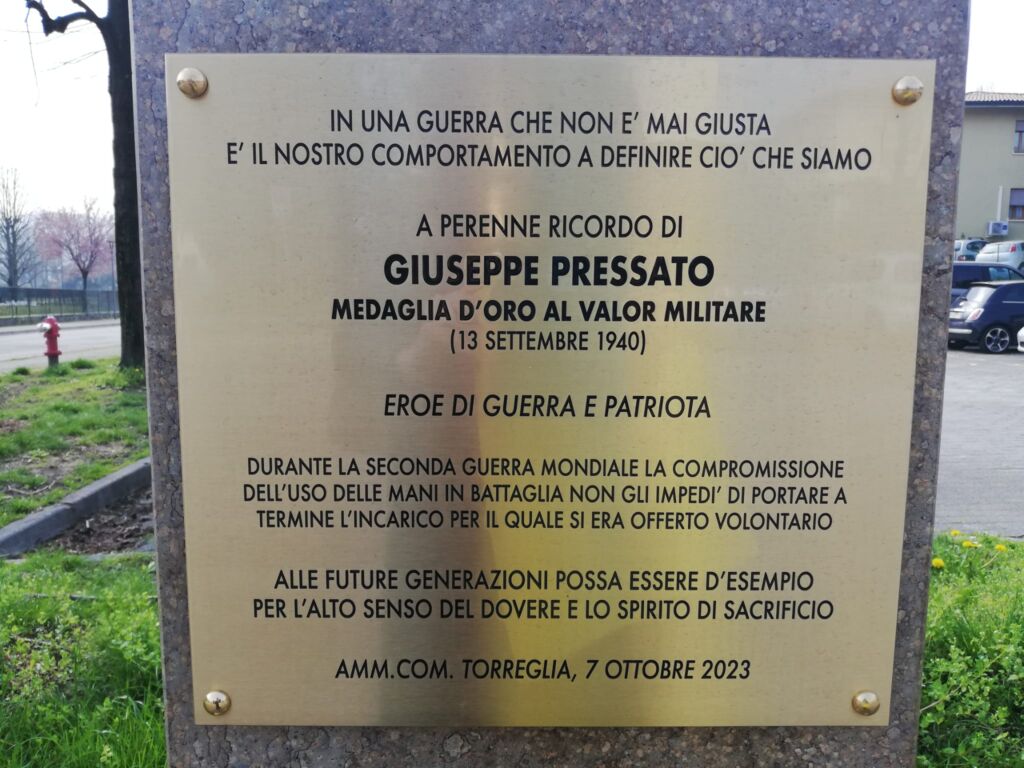 IN UNA GUERRA CHE NON E' MAI GIUSTA
E' IL NOSTRO COMPORTAMENTO A DEFINIRE CIO' CHE SIAMO
A PERENNE RICORDO DI
GIUSEPPE PRESSATO
MEDAGLIA D'ORO AL VALOR MILITARE
(13 SETTEMBRE 1940)
EROE DI GUERRA E PATRIOTA
DURANTE LA SECONDA GUERRA MONDIALE LA COMPROMISSIONE
DELL'USO DELLE MANI IN BATTAGLIA NON GLI IMPEDI' DI PORTARE A
TERMINE L'INCARICO PER IL QUALE SI ERA OFFERTO VOLONTARIO
ALLE FUTURE GENERAZIONI POSSA ESSERE D'ESEMPIO
PER L'ALTO SENSO DEL DOVERE E LO SPIRITO DI SACRIFICIO
AMM.COM. TORREGLIA, 7 OTTOBRE 2023